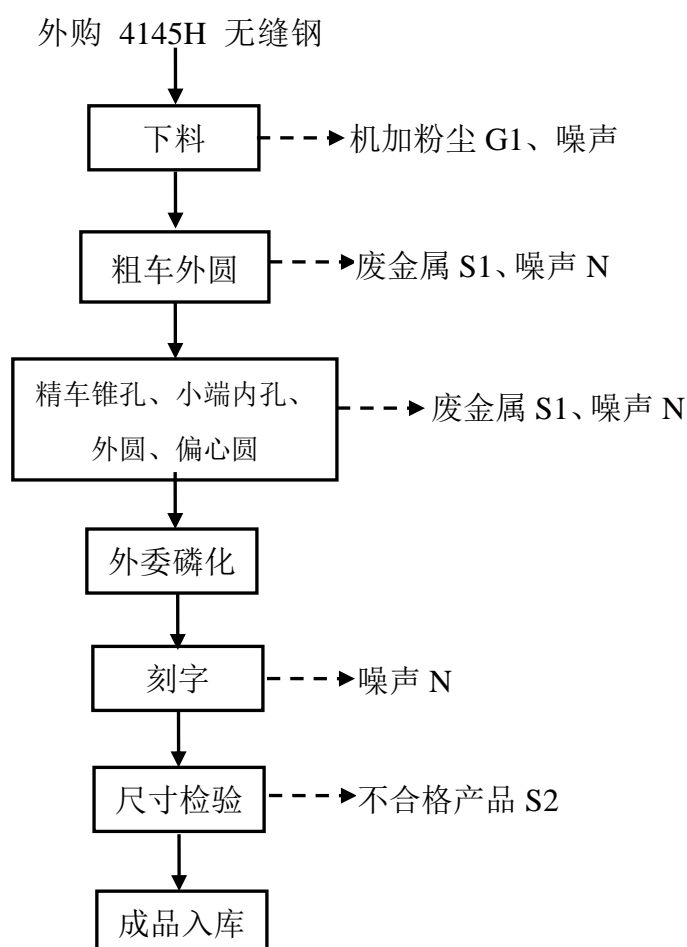 外购 4145H 无缝钢
下料
机加粉尘 G1、噪声
粗车外圆
废金属 S1、噪声 N
精车锥孔、小端内孔、
外圆、偏心圆
废金属 S1、噪声 N
外委磷化
刻字
噪声 N
尺寸检验
不合格产品 S2
成品入库